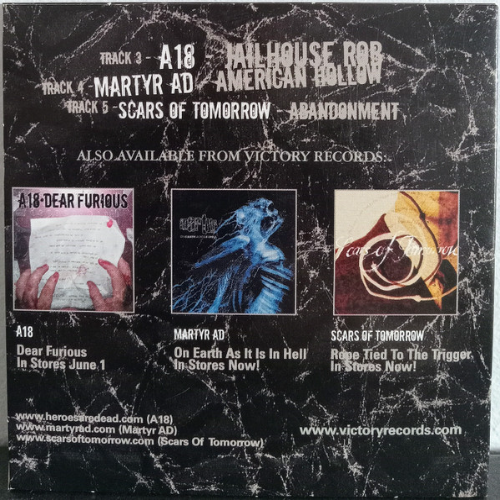 TRACK 3 - A18 JAILHOUSE ROB
TRACK 4 - MARTYR AD AMERICAN HOLLOW
TRACK 5 - SCARS OF TOMORROW - ABANDONMENT
ALSO AVAILABLE FROM VICTORY RECORDS:
A18·DEAR FURIOUS
Scars of Tomorrow
A18
Dear Furious
In Stores June 1
MARTYR AD
On Earth As It Is In Hell
In Stores Now!
SCARS OF TOMORROW
Rope Tied To The Trigger
In Stores Now!
www.heroesaredead.com (A18)
www.martyrad.com (Martyr AD)
www.scarsoftomorrow.com (Scars Of Tomorrow)
www.victoryrecords.com